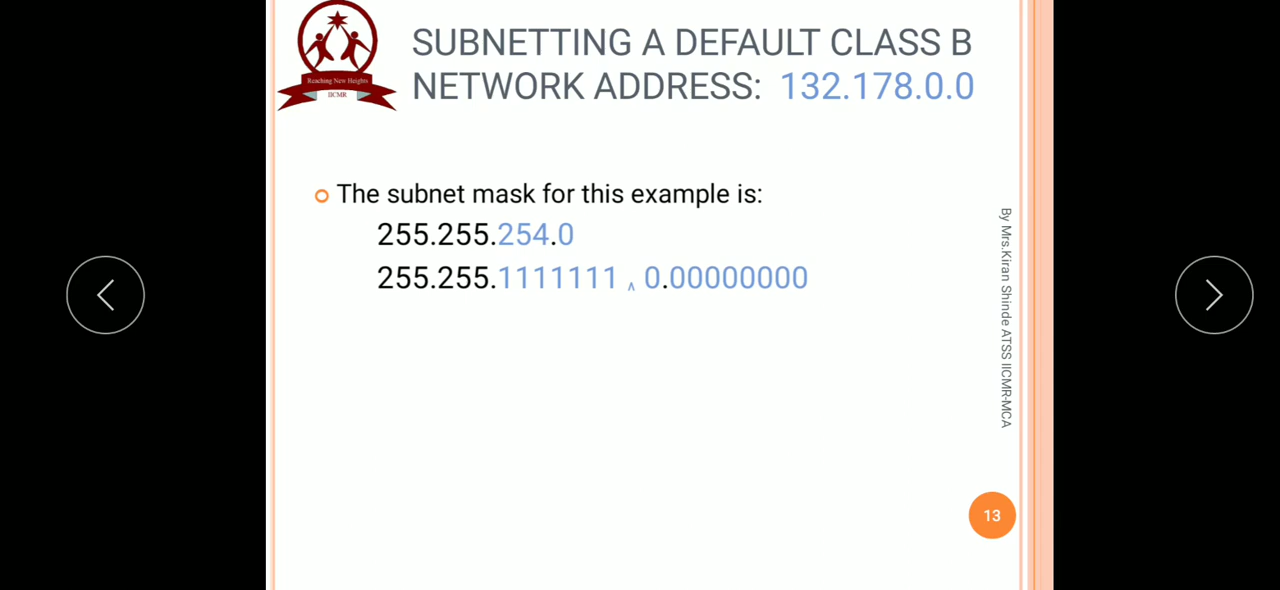 Reaching New Heights
IICMR
SUBNETTING A DEFAULT CLASS B
NETWORK ADDRESS: 132.178.0.0
The subnet mask for this example is:
255.255.254.0
255.255.1111111 ^ 0.00000000
By Mrs.Kiran Shinde ATSS IICMR-MCA
13